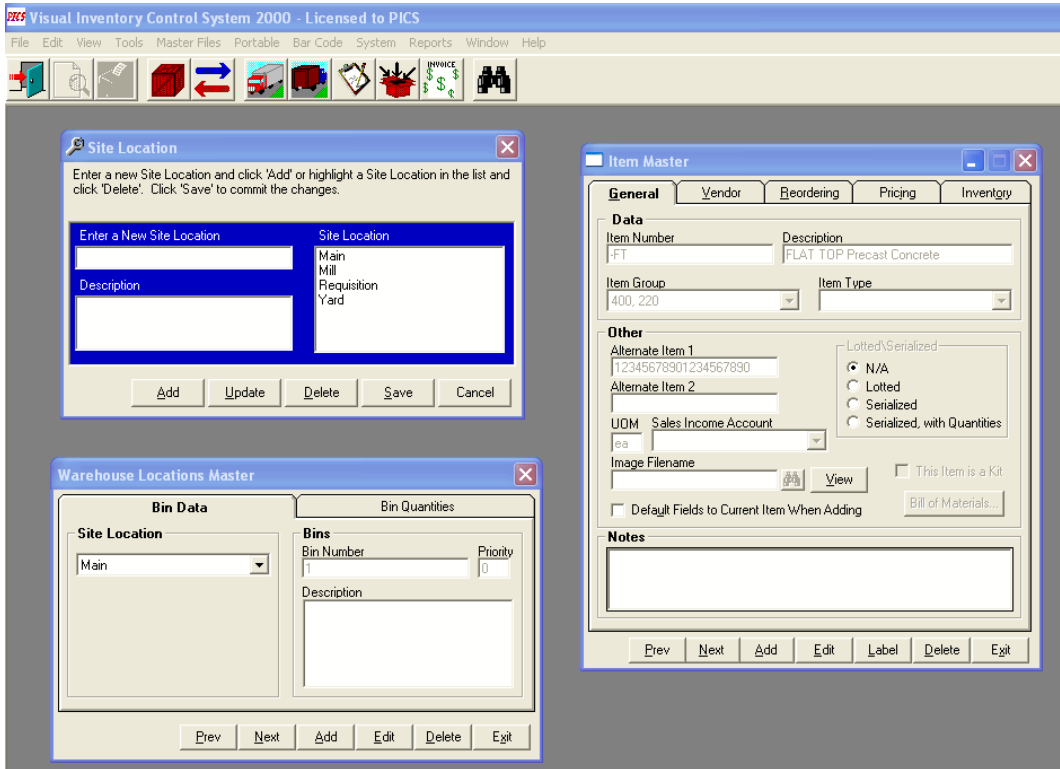 PICS Visual Inventory Control System 2000 - Licensed to PICS
File Edit View Tools Master Files Portable Bar Code System Reports Window Help
INVOICE
$ $ $ $ ¢
Site Location
Enter a new Site Location and click 'Add' or highlight a Site Location in the list and
click 'Delete'. Click 'Save' to commit the changes.
Enter a New Site Location
Description
Site Location
Main
Mill
Requisition
Yard
Add Update Delete Save Cancel
Warehouse Locations Master
Bin Data Bin Quantities
Site Location
Main
Bins
Bin Number Priority
1 0
Description
Prev Next Add Edit Delete Exit
Item Master
General Vendor Reordering Pricing Inventory
Data
Item Number Description
-FT FLAT TOP Precast Concrete
Item Group Item Type
400, 220
Other
Alternate Item 1
12345678901234567890
Alternate Item 2
UOM Sales Income Account
ea
Image Filename
View
Default Fields to Current Item When Adding
Lotted\Serialized
N/A
Lotted
Serialized
Serialized, with Quantities
This Item is a Kit
Bill of Materials...
Notes
Prev Next Add Edit Label Delete Exit